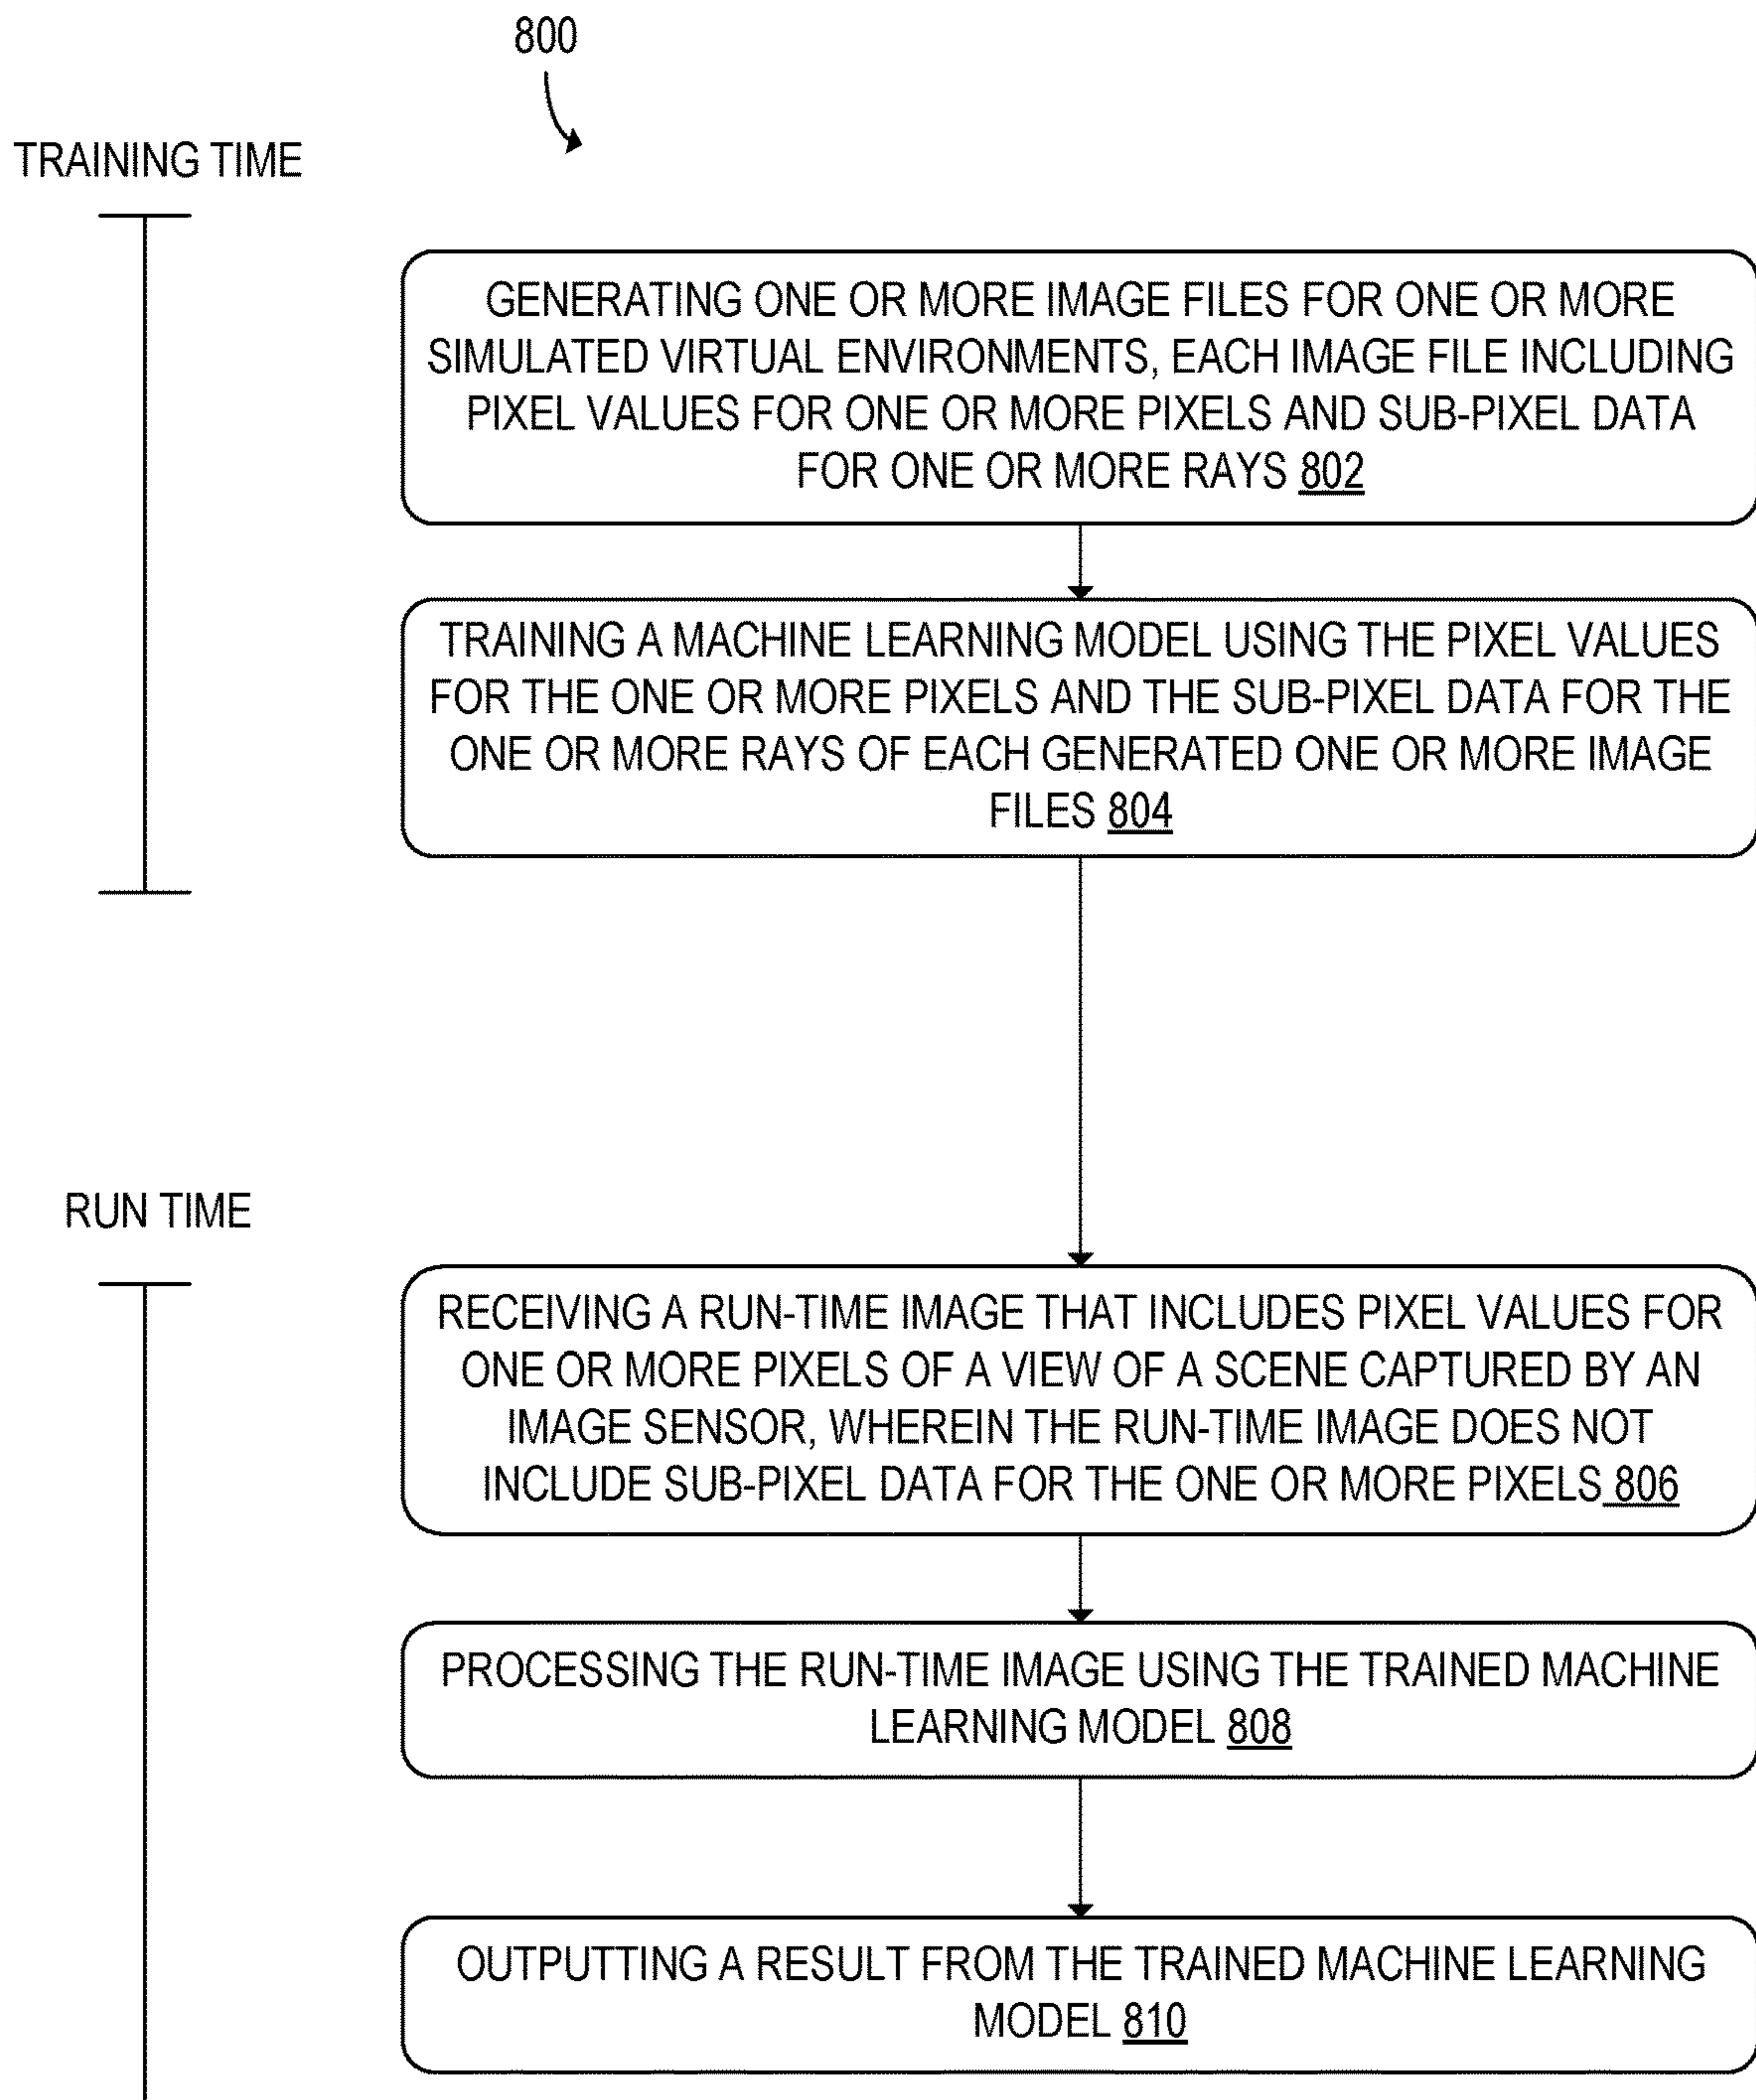 800
TRAINING TIME
GENERATING ONE OR MORE IMAGE FILES FOR ONE OR MORE
SIMULATED VIRTUAL ENVIRONMENTS, EACH IMAGE FILE INCLUDING
PIXEL VALUES FOR ONE OR MORE PIXELS AND SUB-PIXEL DATA
FOR ONE OR MORE RAYS 802
TRAINING A MACHINE LEARNING MODEL USING THE PIXEL VALUES
FOR THE ONE OR MORE PIXELS AND THE SUB-PIXEL DATA FOR THE
ONE OR MORE RAYS OF EACH GENERATED ONE OR MORE IMAGE
FILES 804
RUN TIME
RECEIVING A RUN-TIME IMAGE THAT INCLUDES PIXEL VALUES FOR
ONE OR MORE PIXELS OF A VIEW OF A SCENE CAPTURED BY AN
IMAGE SENSOR, WHEREIN THE RUN-TIME IMAGE DOES NOT
INCLUDE SUB-PIXEL DATA FOR THE ONE OR MORE PIXELS 806
PROCESSING THE RUN-TIME IMAGE USING THE TRAINED MACHINE
LEARNING MODEL 808
OUTPUTTING A RESULT FROM THE TRAINED MACHINE LEARNING
MODEL 810